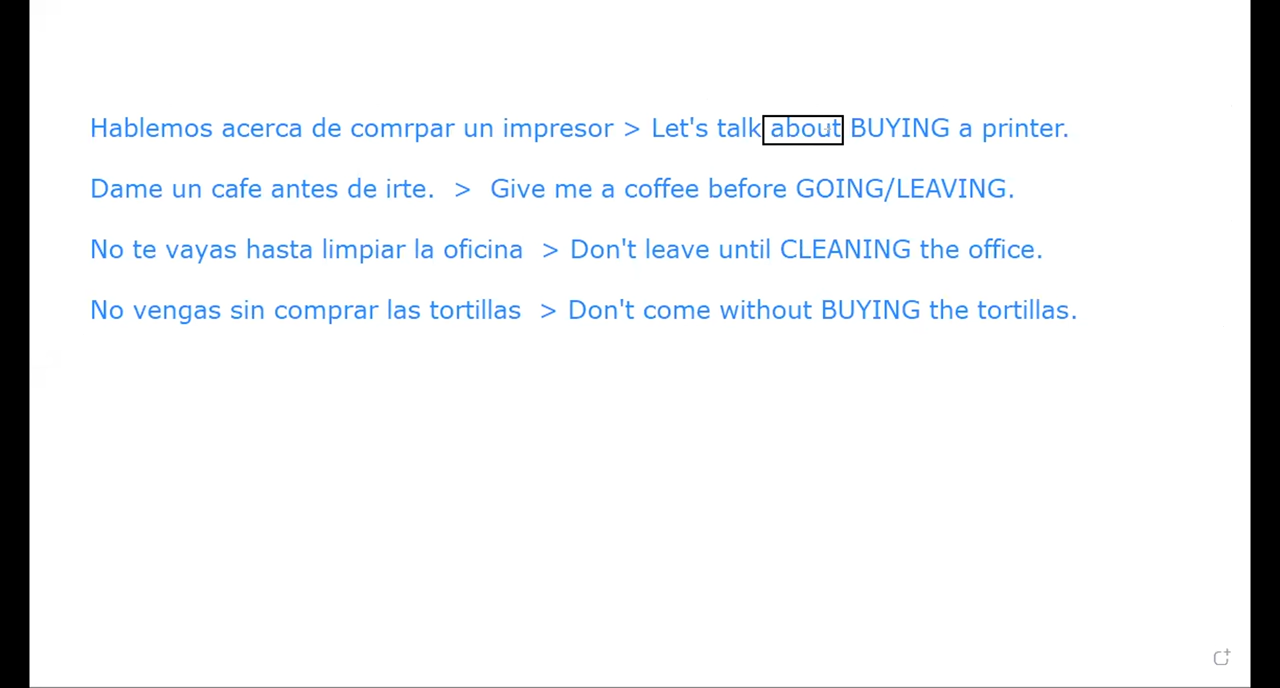 Hablemos acerca de comrpar un impresor > Let's talk about BUYING a printer.
Dame un cafe antes de irte. > Give me a coffee before GOING/LEAVING.
No te vayas hasta limpiar la oficina > Don't leave until CLEANING the office.
No vengas sin comprar las tortillas > Don't come without BUYING the tortillas.